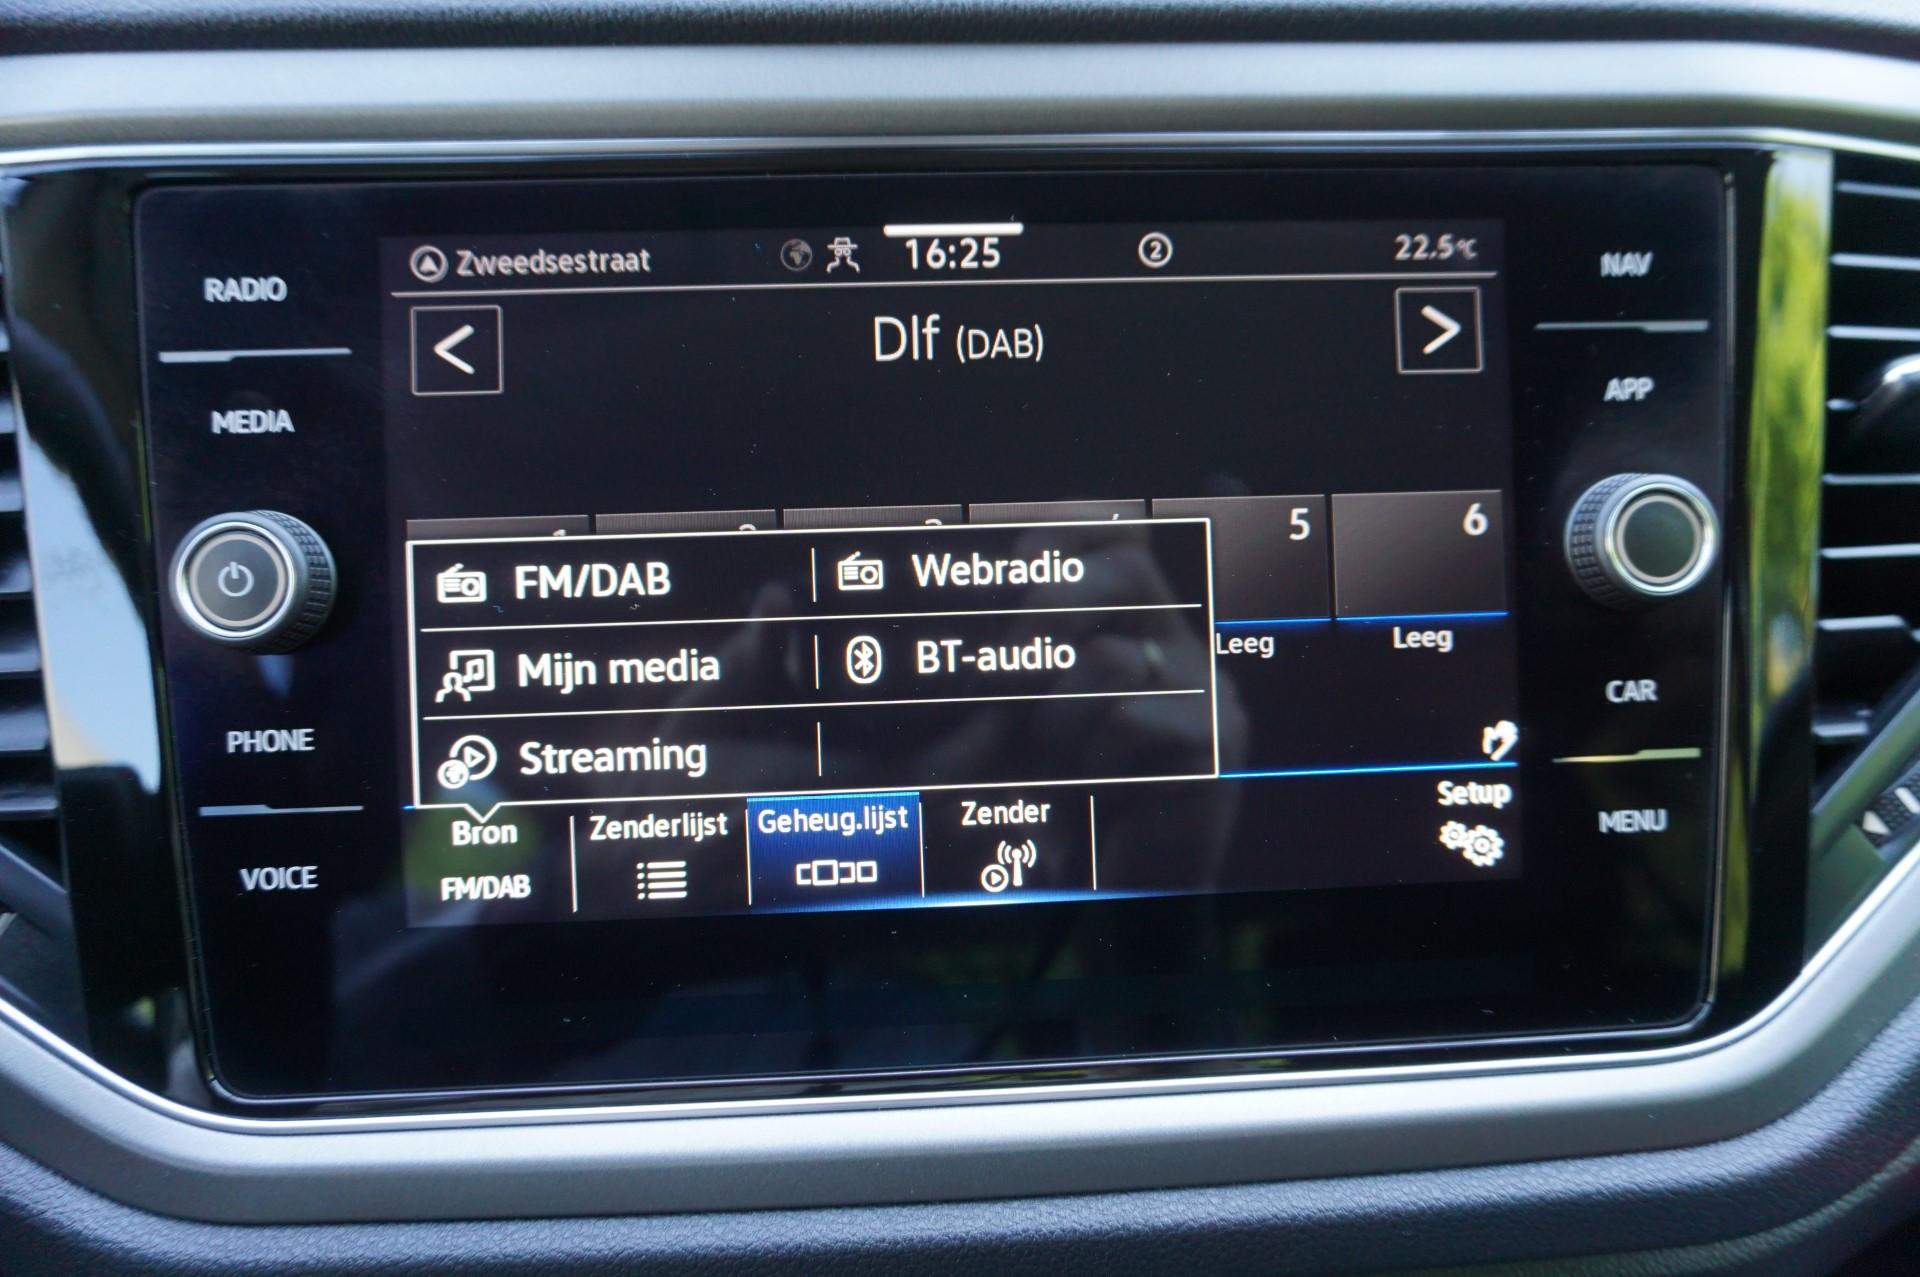 Zweedsestraat 16:25 2 22.5°C
RADIO
MEDIA
PHONE
VOICE
Dlf (DAB)
5 6
FM/DAB Webradio
Mijn media BT-audio
Streaming
Leeg Leeg
Bron
FM/DAB
Zenderlijst
Geheug.lijst
Zender
Setup
NAV
APP
CAR
MENU